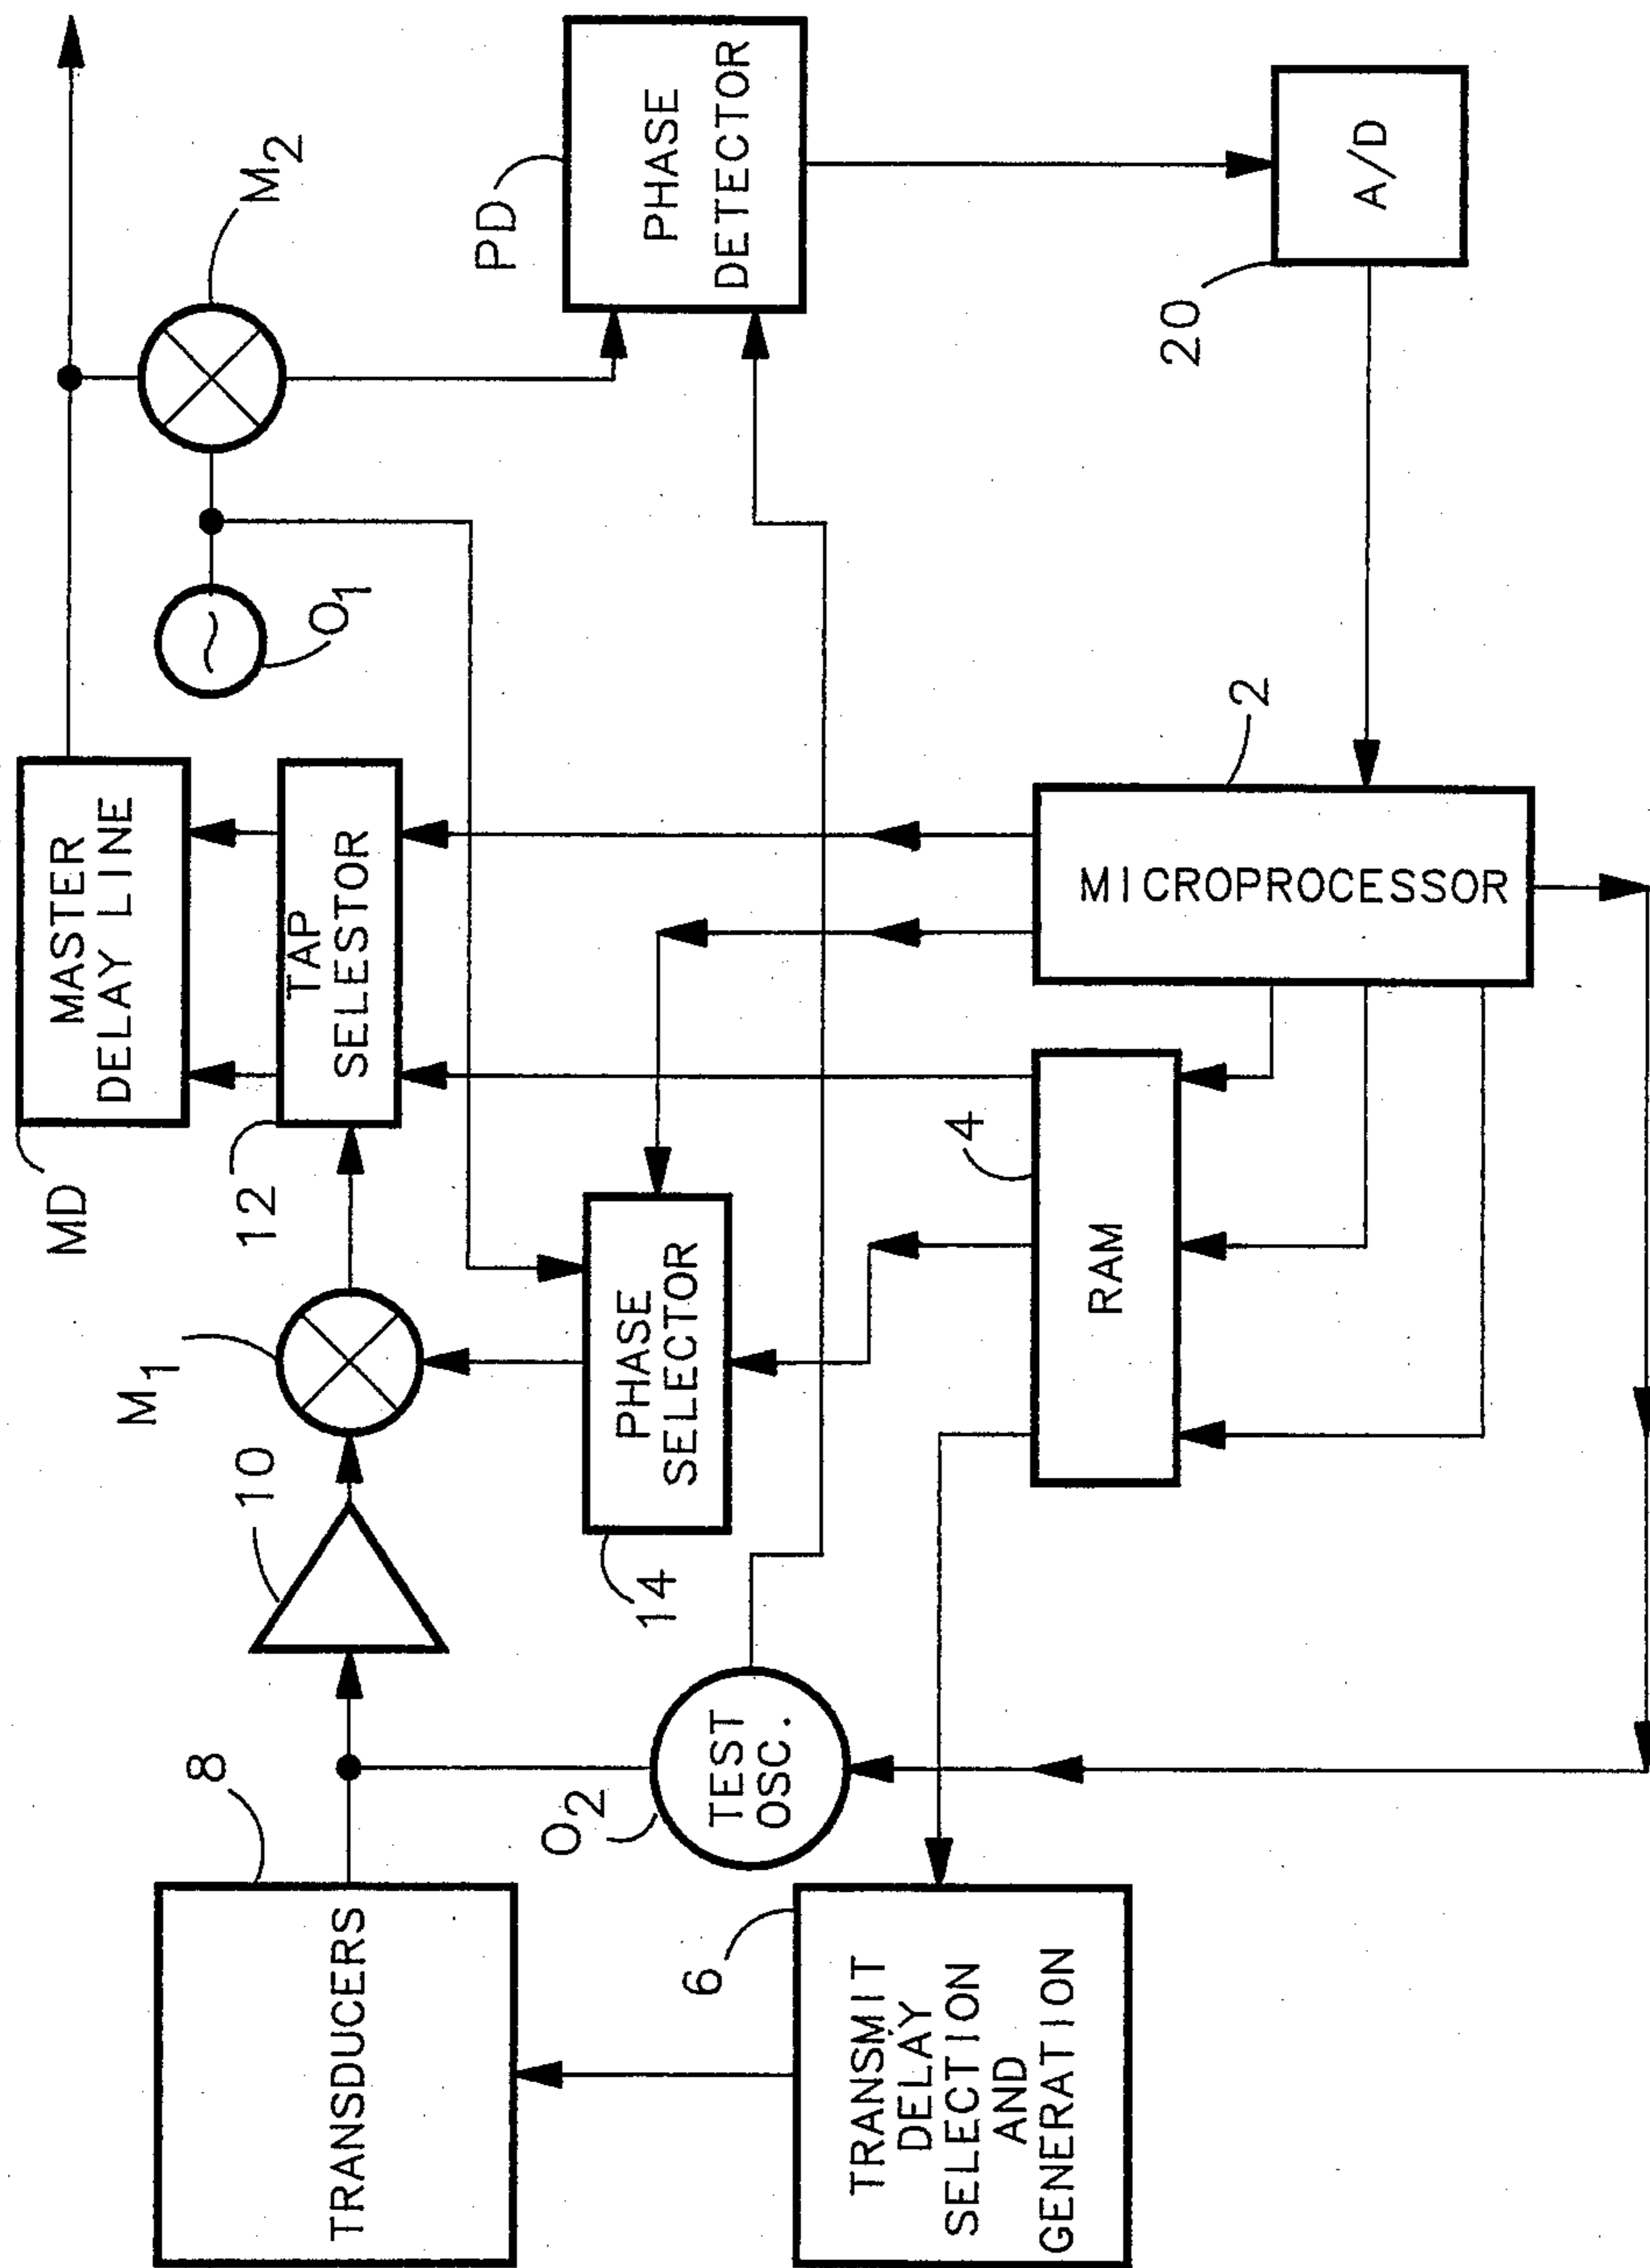 TRANSDUCERS
8
10
M1
12
MD
MASTER
DELAY LINE
TAP
SELESTOR
O1
M2
PD
PHASE
DETECTOR
TEST
OSC.
O2
14
PHASE
SELECTOR
TRANSMIT
DELAY
SELECTION
AND
GENERATION
6
RAM
4
MICROPROCESSOR
2
A/D
20